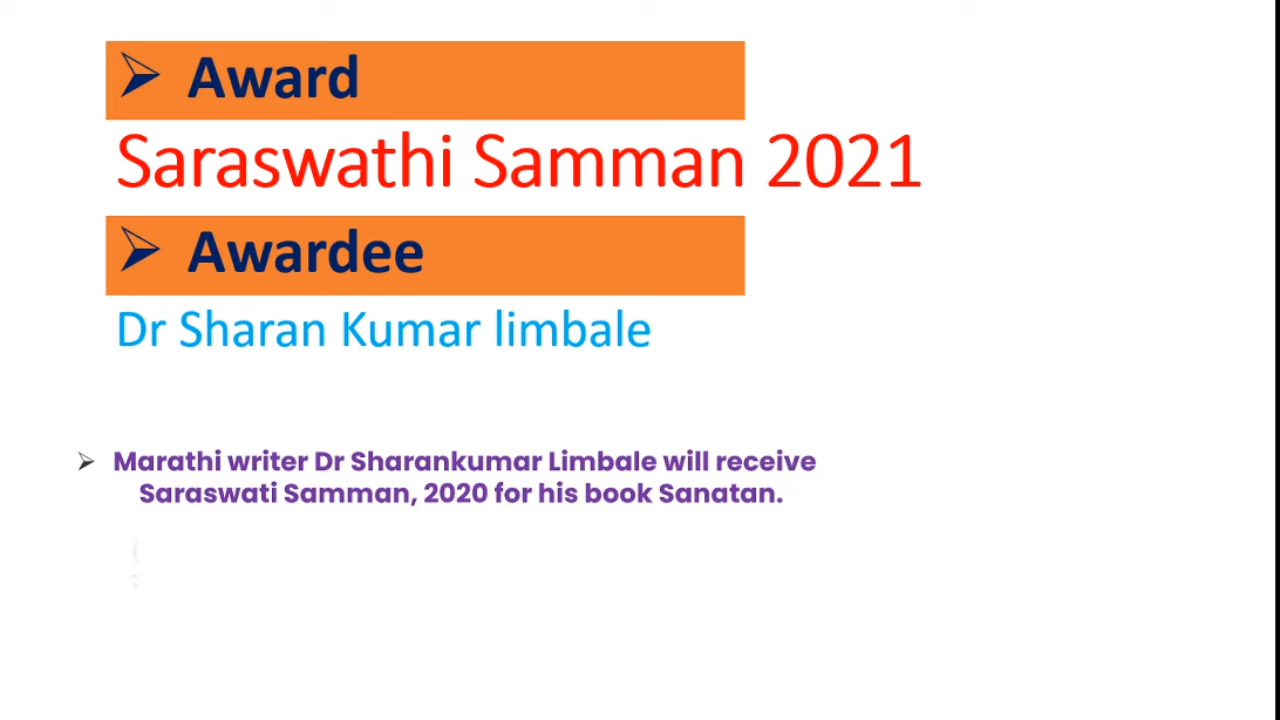 ➢ Award
Saraswathi Samman 2021
➢ Awardee
Dr Sharan Kumar limbale
➢ Marathi writer Dr Sharankumar Limbale will receive
Saraswati Samman, 2020 for his book Sanatan.